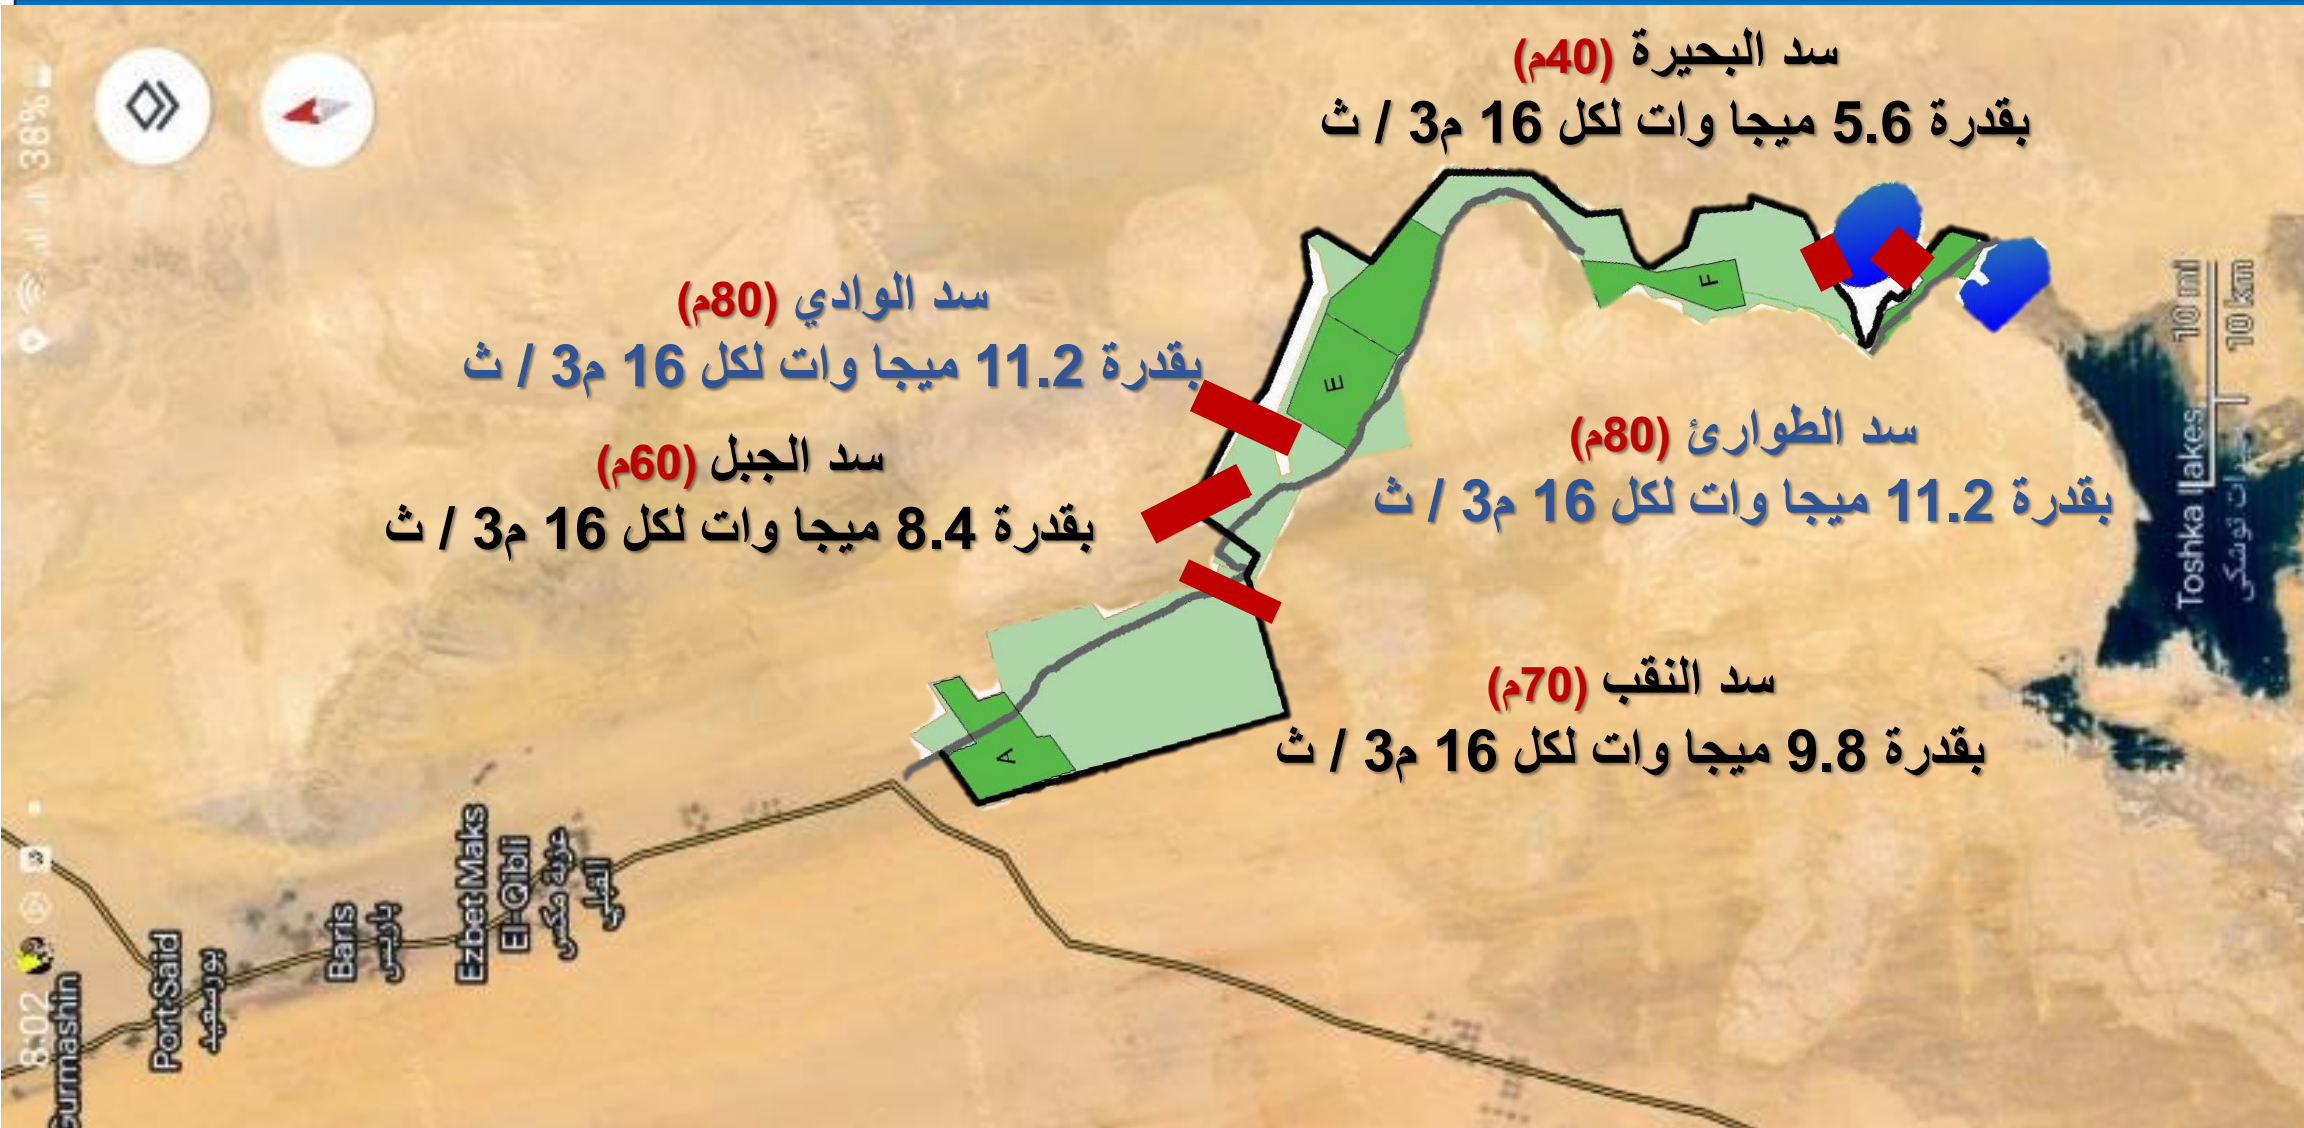 سد البحيرة (40م)
بقدرة 5.6 ميجا وات لكل 16 م3 / ث
سد الوادي (80م)
بقدرة 11.2 ميجا وات لكل 16 م3 / ث
سد الطوارئ (80م)
بقدرة 11.2 ميجا وات لكل 16 م3 / ث
سد الجبل (60م)
بقدرة 8.4 ميجا وات لكل 16 م3 / ث
سد النقب (70م)
بقدرة 9.8 ميجا وات لكل 16 م3 / ث
E
F
A
38%
8:02
10 mi
10 km
Toshka lakes
توشكى
Gurmashin
Port Said
بورسعيد
Baris
باريس
Ezbet Maks
El-Qibli
عزبة مكس
القبلي